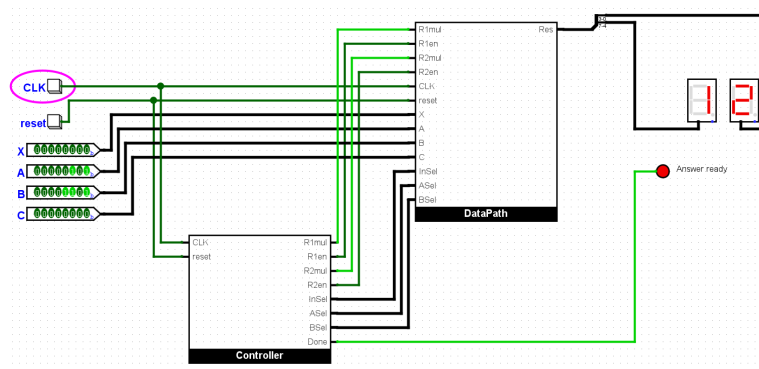 R1mul
Res
R1en
R2mul
R2en
CLK
CLK
reset
reset
X
X
A
A
B
B
C
C
InSel
ASel
BSel
DataPath
12
Answer ready
CLK
R1mul
reset
R1en
R2mul
R2en
InSel
ASel
BSel
Done
Controller